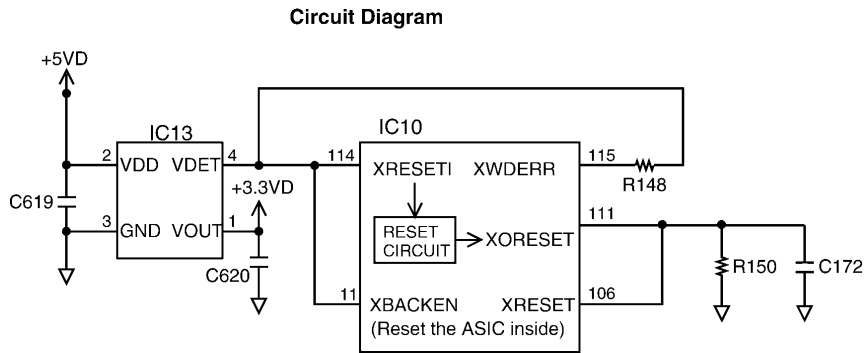 Circuit Diagram
+5VD
IC13
IC10
2
VDD
VDET
4
114
XRESETI
XWDERR
115
R148
C619
+3.3VD
3
GND
VOUT
1
RESET
CIRCUIT
XORESET
111
C620
R150
C172
11
XBACKEN
XRESET
106
(Reset the ASIC inside)